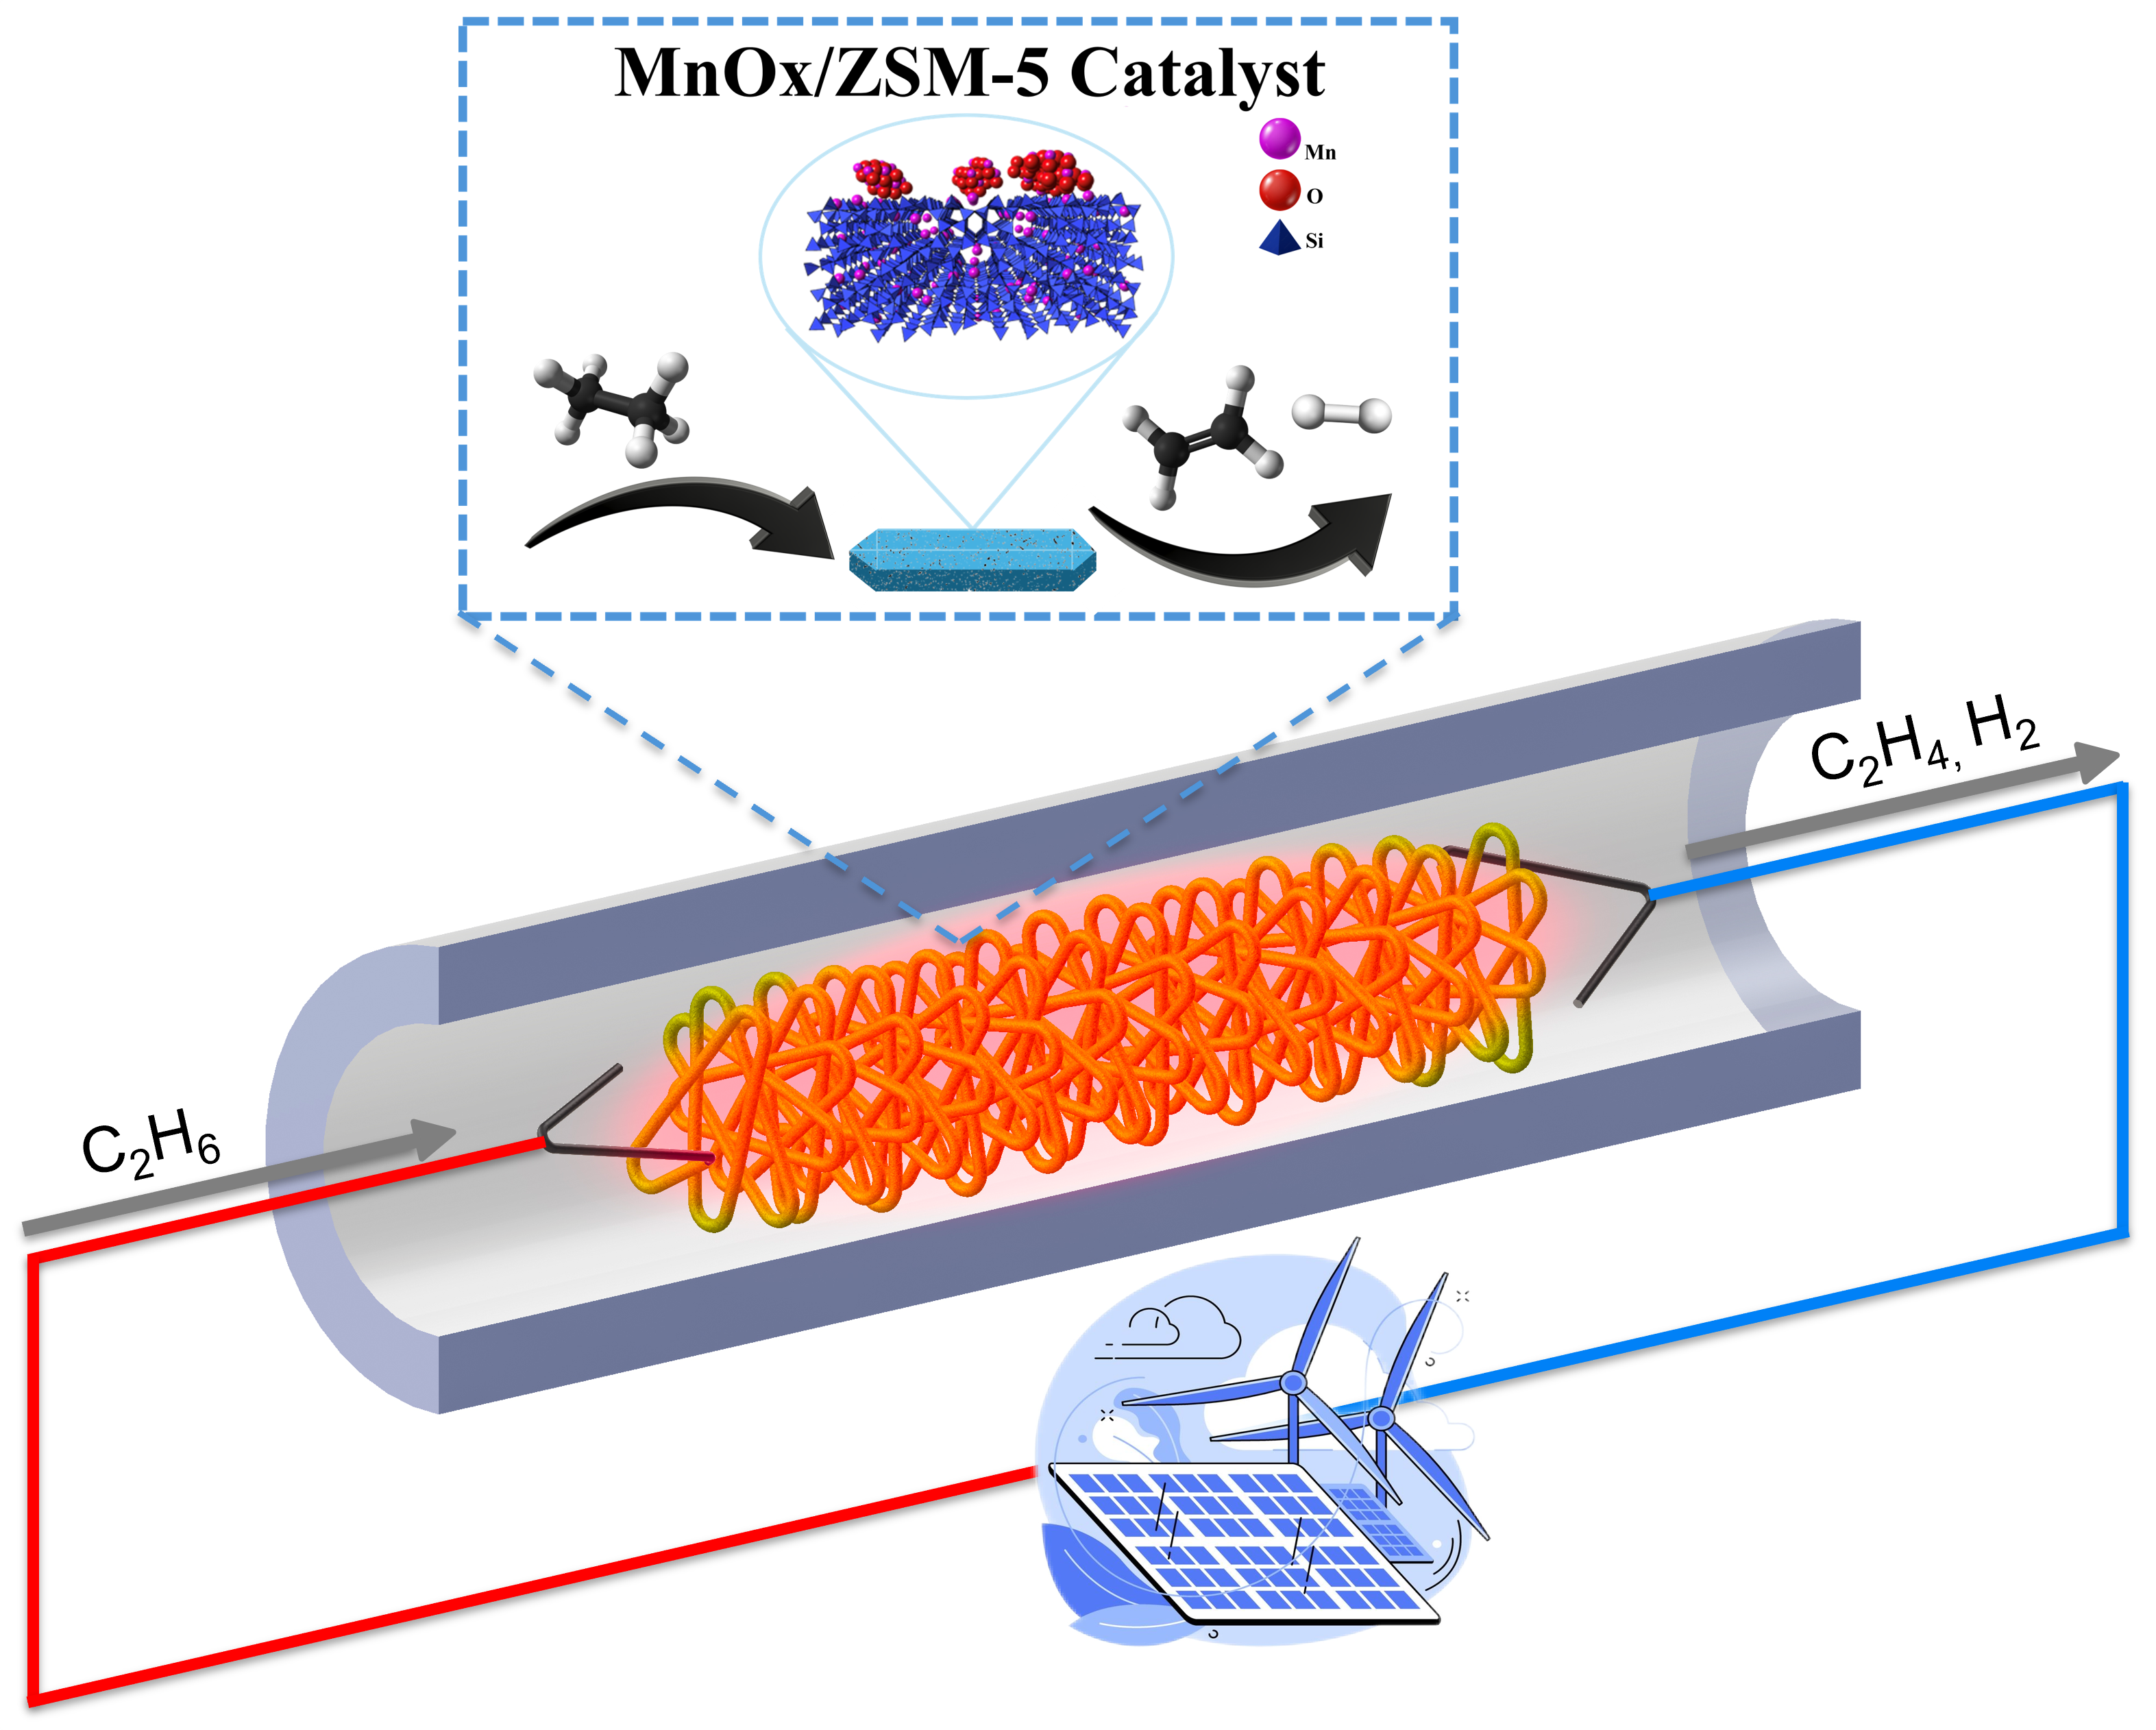 MnOx/ZSM-5 Catalyst
Mn
O
Si
C₂H₄, H₂
C₂H₆